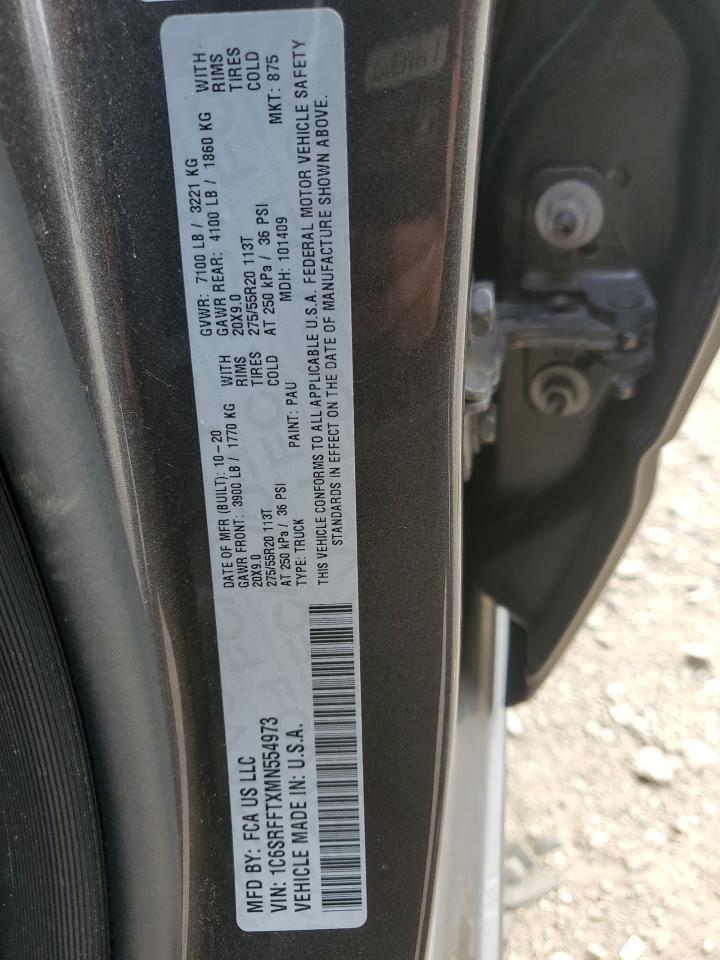 MFD BY: FCA US LLC
VIN: 1C6SRFFTXMN554973
VEHICLE MADE IN: U.S.A.
DATE OF MFR (BUILT): 10-20
GVWR: 7100 LB / 3221 KG
GAWR FRONT: 3900 LB / 1770 KG WITH
GAWR REAR: 4100 LB / 1860 KG WITH
20X9.0 RIMS
20X9.0 RIMS
275/55R20 113T TIRES
275/55R20 113T TIRES
AT 250 kPa / 36 PSI COLD
AT 250 kPa / 36 PSI COLD
TYPE: TRUCK PAINT: PAU MDH: 101409 MKT: 875
THIS VEHICLE CONFORMS TO ALL APPLICABLE U.S.A. FEDERAL MOTOR VEHICLE SAFETY
STANDARDS IN EFFECT ON THE DATE OF MANUFACTURE SHOWN ABOVE.